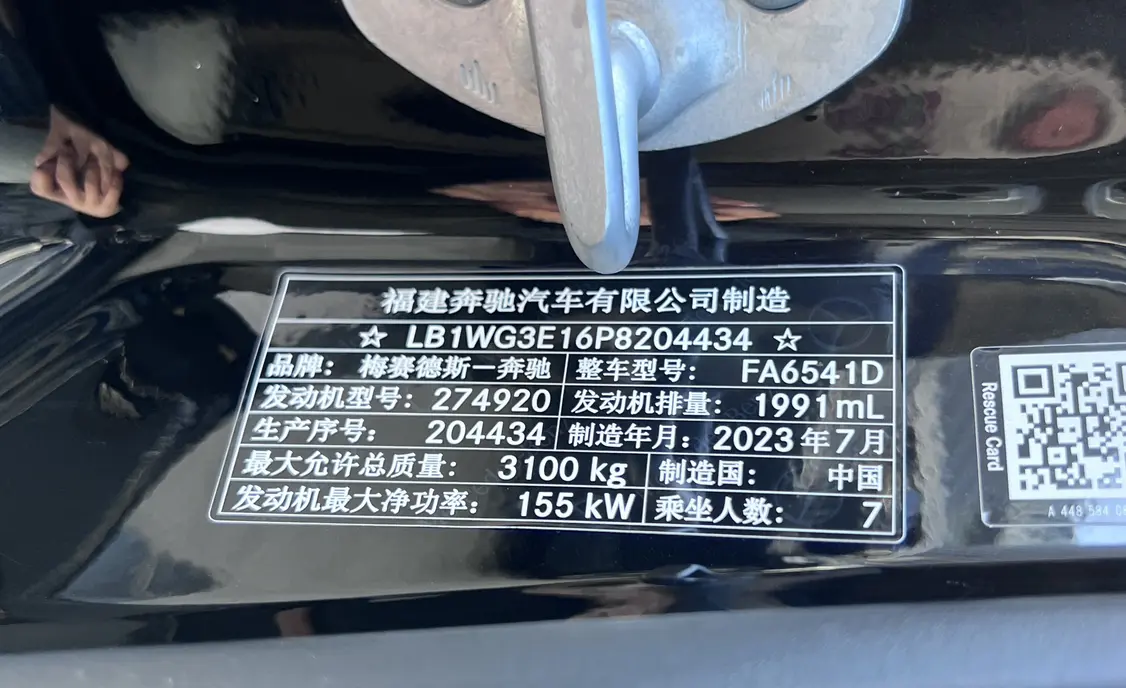 福建奔驰汽车有限公司制造
☆ LB1WG3E16P8204434 ☆
品牌： 梅赛德斯－奔驰 整车型号： FA6541D
发动机型号： 274920 发动机排量： 1991mL
生产序号： 204434 制造年月： 2023年7月
最大允许总质量： 3100 kg 制造国： 中国
发动机最大净功率： 155 kW 乘坐人数： 7
Rescue Card
A 448 584